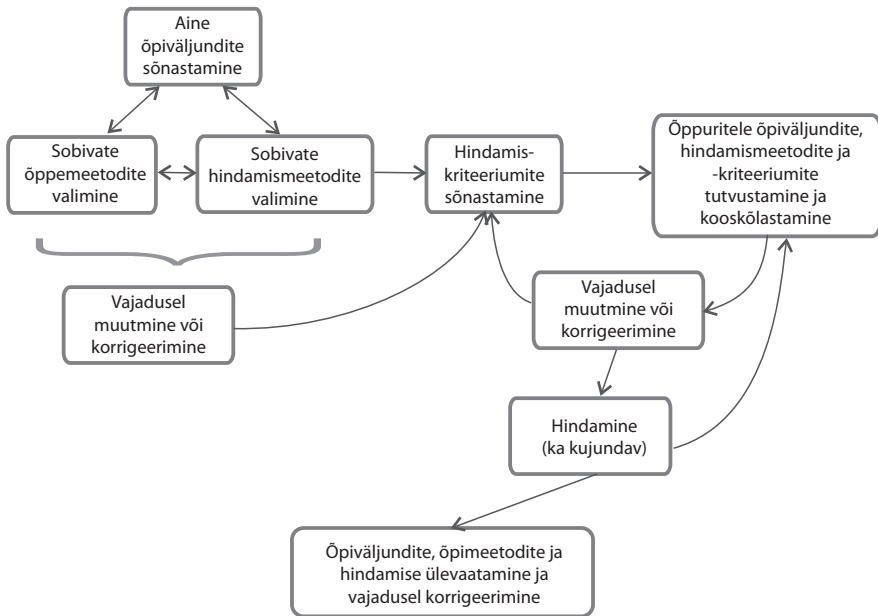 Aine
õpiväljundite
sõnastamine
Sobivate
õppemeetodite
valimine
Sobivate
hindamismeetodite
valimine
Hindamis-
kriteeriumite
sõnastamine
Õppuritele õpiväljundite,
hindamismeetodite ja
-kriteeriumite
tutvustamine ja
kooskõlastamine
Vajadusel
muutmine või
korrigeerimine
Vajadusel
muutmine või
korrigeerimine
Hindamine
(ka kujundav)
Õpiväljundite, õpimeetodite ja
hindamise ülevaatamine ja
vajadusel korrigeerimine